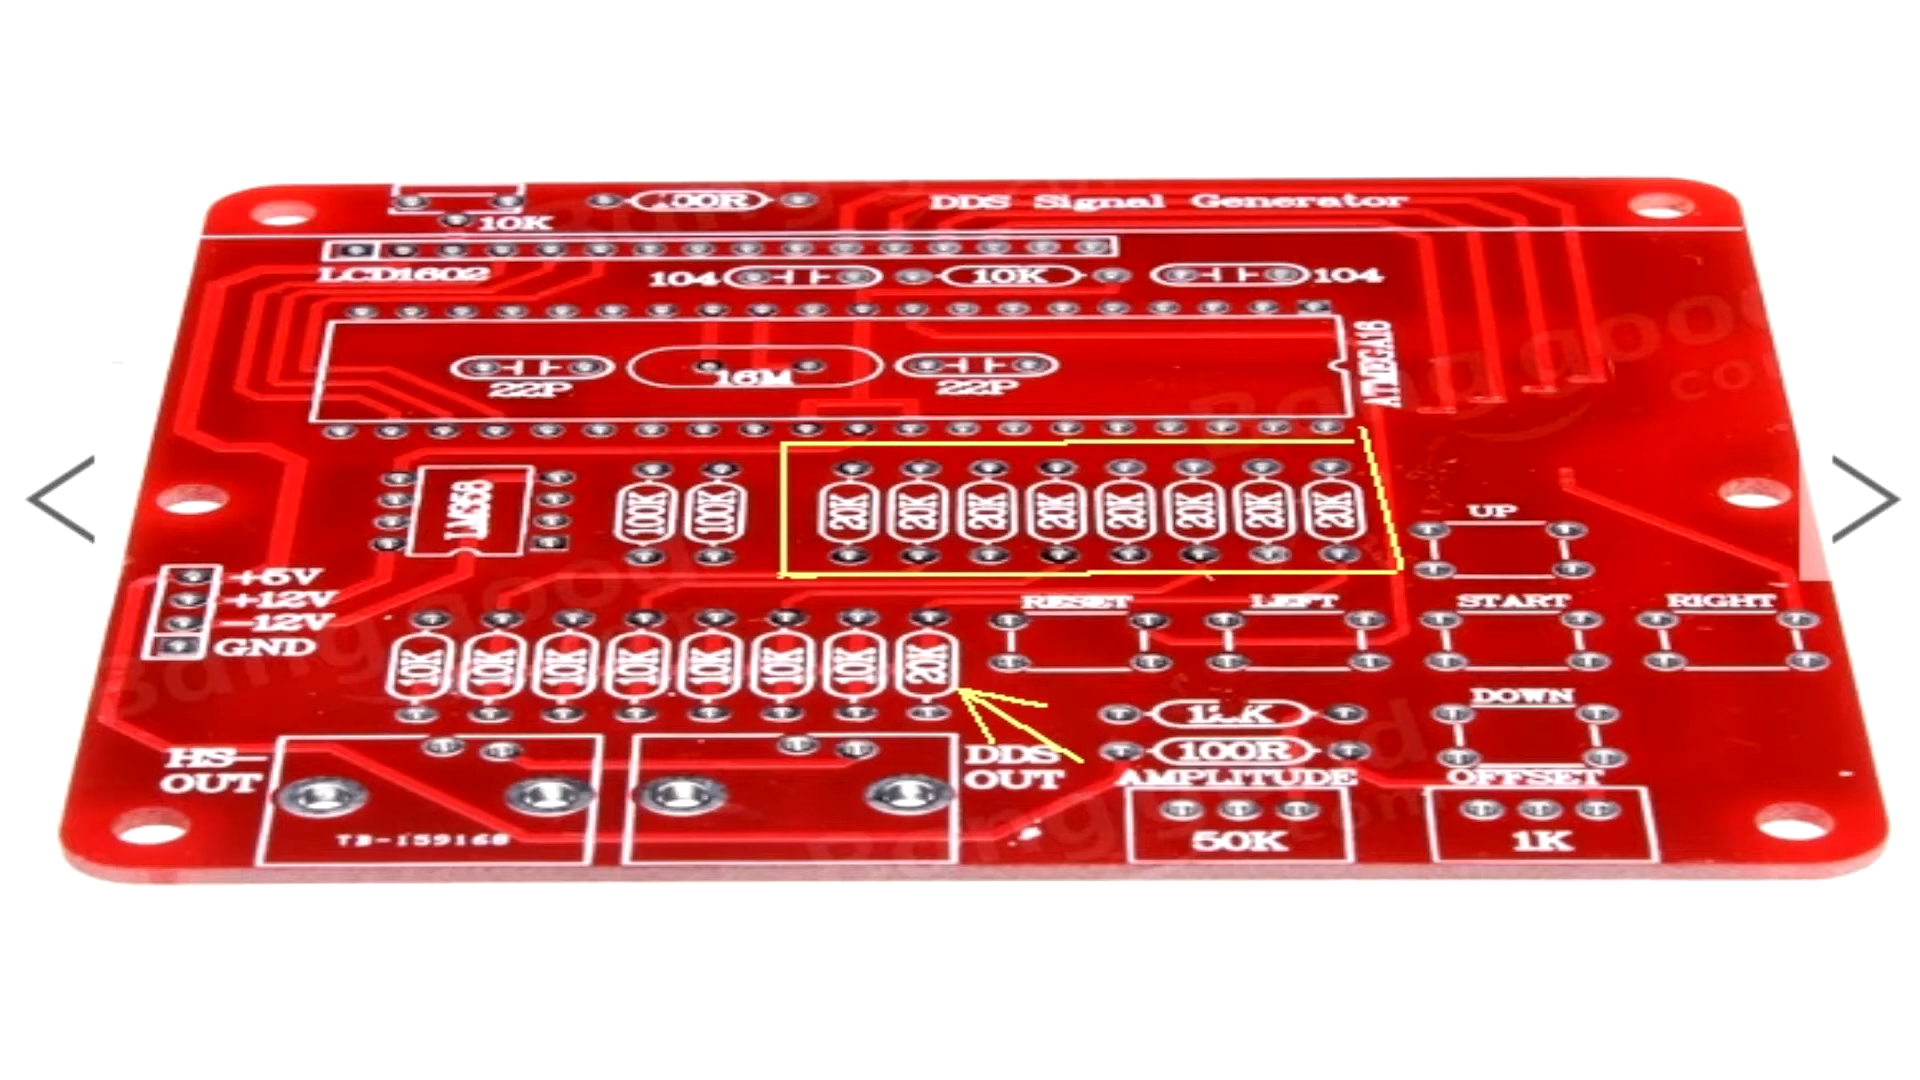 DDS Signal Generator
10K
LCD1602
104
10K
104
ATMEGA16
22P
16M
22P
LM358
100K
100K
20K
20K
20K
20K
20K
20K
20K
20K
UP
+5V
+12V
-12V
GND
RESET
LEFT
START
RIGHT
10K
10K
10K
10K
10K
10K
10K
20K
DOWN
100R
HS-
OUT
DDS
OUT
AMPLITUDE
OFFSET
50K
1K
TB-159168